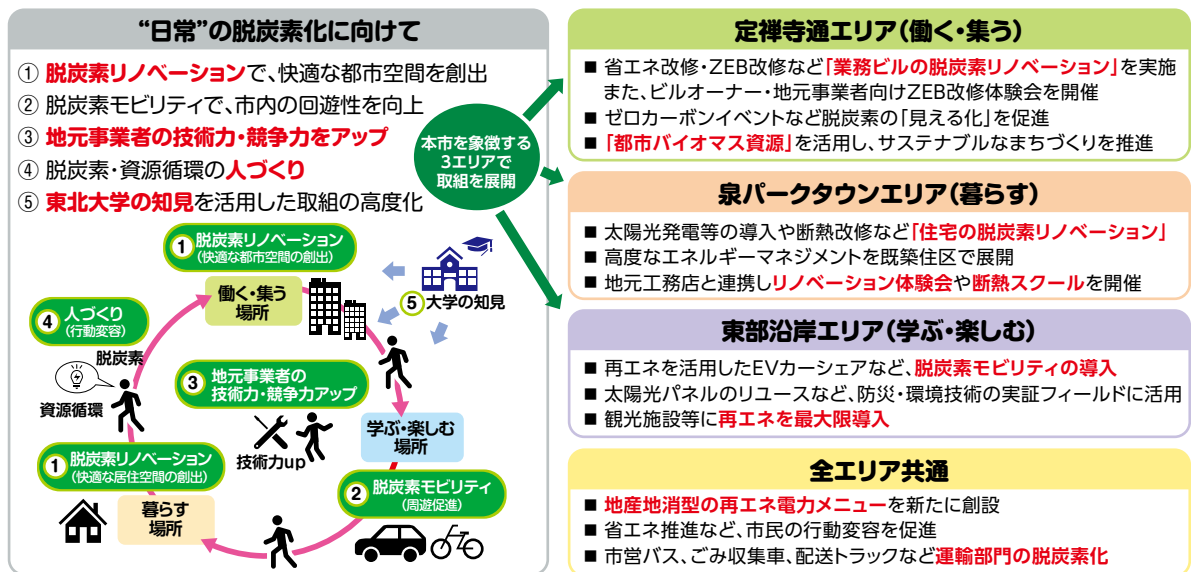 “日常”の脱炭素化に向けて
① 脱炭素リノベーションで、快適な都市空間を創出
② 脱炭素モビリティで、市内の回遊性を向上
③ 地元事業者の技術力・競争力をアップ
④ 脱炭素・資源循環の人づくり
⑤ 東北大学の知見を活用した取組の高度化
本市を象徴する
3エリアで
取組を展開
① 脱炭素リノベーション
(快適な都市空間の創出)
働く・集う
場所
⑤ 大学の知見
④ 人づくり
(行動変容)
脱炭素
資源循環
③ 地元事業者の
技術力・競争力アップ
技術力up
学ぶ・楽しむ
場所
① 脱炭素リノベーション
(快適な居住空間の創出)
暮らす
場所
② 脱炭素モビリティ
(周遊促進)
定禅寺通エリア(働く・集う)
■ 省エネ改修・ZEB改修など「業務ビルの脱炭素リノベーション」を実施
また、ビルオーナー・地元事業者向けZEB改修体験会を開催
■ ゼロカーボンイベントなど脱炭素の「見える化」を促進
■ 「都市バイオマス資源」を活用し、サステナブルなまちづくりを推進
泉パークタウンエリア(暮らす)
■ 太陽光発電等の導入や断熱改修など「住宅の脱炭素リノベーション」
■ 高度なエネルギーマネジメントを既築住区で展開
■ 地元工務店と連携しリノベーション体験会や断熱スクールを開催
東部沿岸エリア(学ぶ・楽しむ)
■ 再エネを活用したEVカーシェアなど、脱炭素モビリティの導入
■ 太陽光パネルのリユースなど、防災・環境技術の実証フィールドに活用
■ 観光施設等に再エネを最大限導入
全エリア共通
■ 地産地消型の再エネ電力メニューを新たに創設
■ 省エネ推進など、市民の行動変容を促進
■ 市営バス、ごみ収集車、配送トラックなど運輸部門の脱炭素化